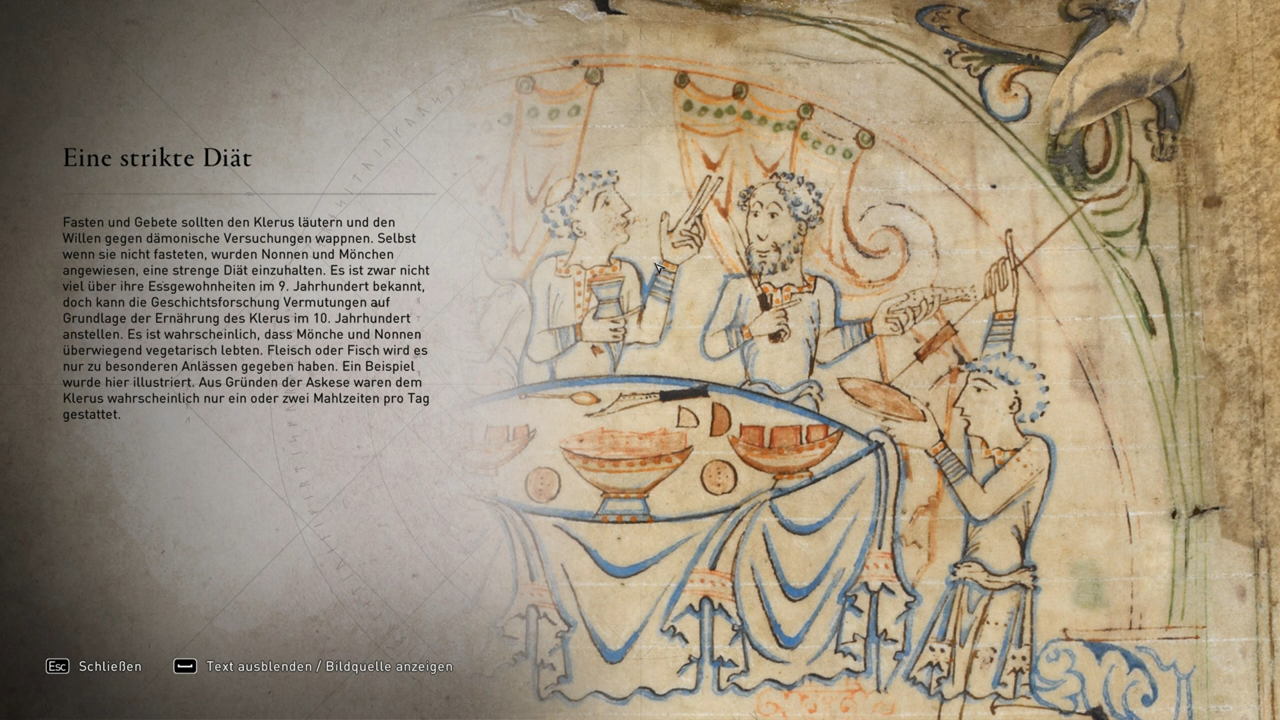 Eine strikte Diät
Fasten und Gebete sollten den Klerus läutern und den
Willen gegen dämonische Versuchungen wappnen. Selbst
wenn sie nicht fasteten, wurden Nonnen und Mönchen
angewiesen, eine strenge Diät einzuhalten. Es ist zwar nicht
viel über ihre Essgewohnheiten im 9. Jahrhundert bekannt,
doch kann die Geschichtsforschung Vermutungen auf
Grundlage der Ernährung des Klerus im 10. Jahrhundert
anstellen. Es ist wahrscheinlich, dass Mönche und Nonnen
überwiegend vegetarisch lebten. Fleisch oder Fisch wird es
nur zu besonderen Anlässen gegeben haben. Ein Beispiel
wurde hier illustriert. Aus Gründen der Askese waren dem
Klerus wahrscheinlich nur ein oder zwei Mahlzeiten pro Tag
gestattet.
Esc Schließen
Text ausblenden / Bildquelle anzeigen